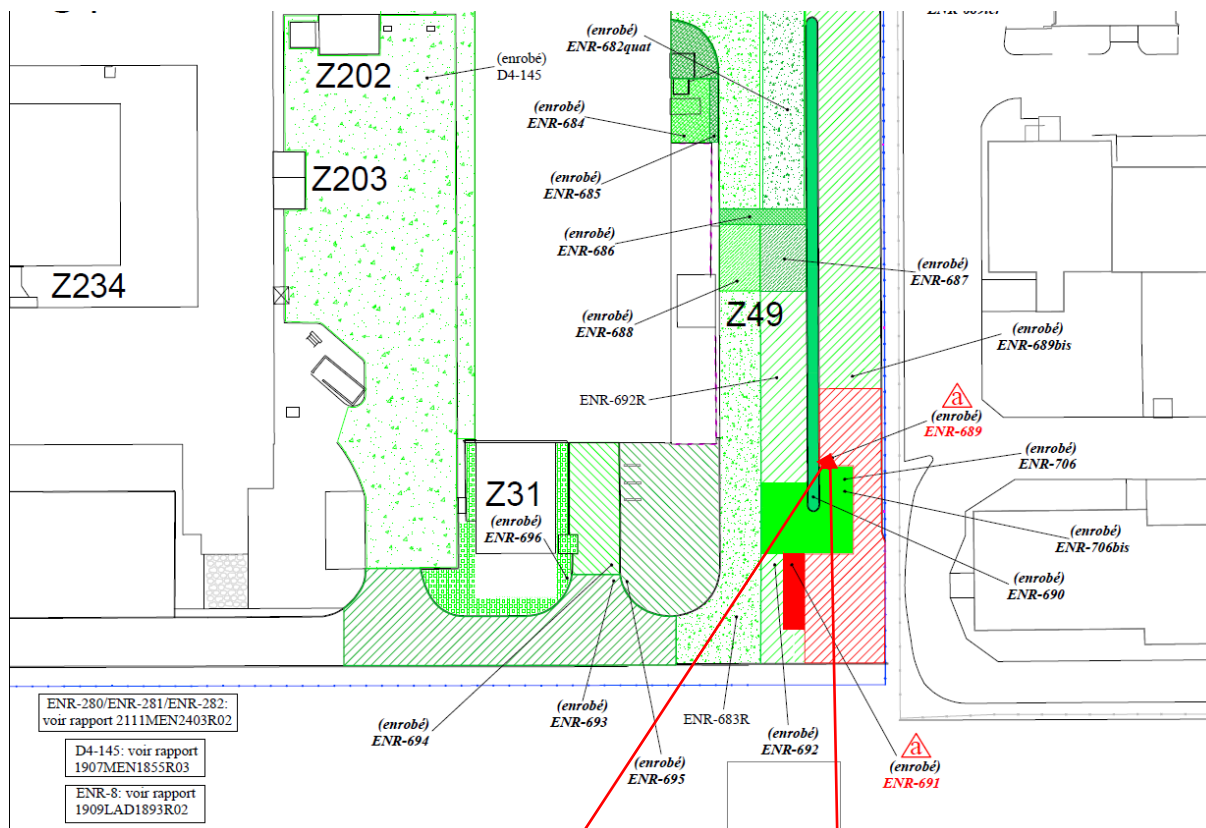 (enrobé)
ENR-682quat
Z202
(enrobé)
D4-145
(enrobé)
ENR-684
Z203
(enrobé)
ENR-685
(enrobé)
ENR-686
(enrobé)
ENR-687
Z234
(enrobé)
ENR-688
Z49
(enrobé)
ENR-689bis
ENR-692R
a
(enrobé)
ENR-689
(enrobé)
ENR-706
Z31
(enrobé)
ENR-696
(enrobé)
ENR-706bis
(enrobé)
ENR-690
ENR-280/ENR-281/ENR-282:
voir rapport 2111MEN2403R02
(enrobé)
ENR-694
(enrobé)
ENR-693
ENR-683R
(enrobé)
ENR-692
a
(enrobé)
ENR-691
D4-145: voir rapport
1907MEN1855R03
(enrobé)
ENR-695
ENR-8: voir rapport
1909LAD1893R02